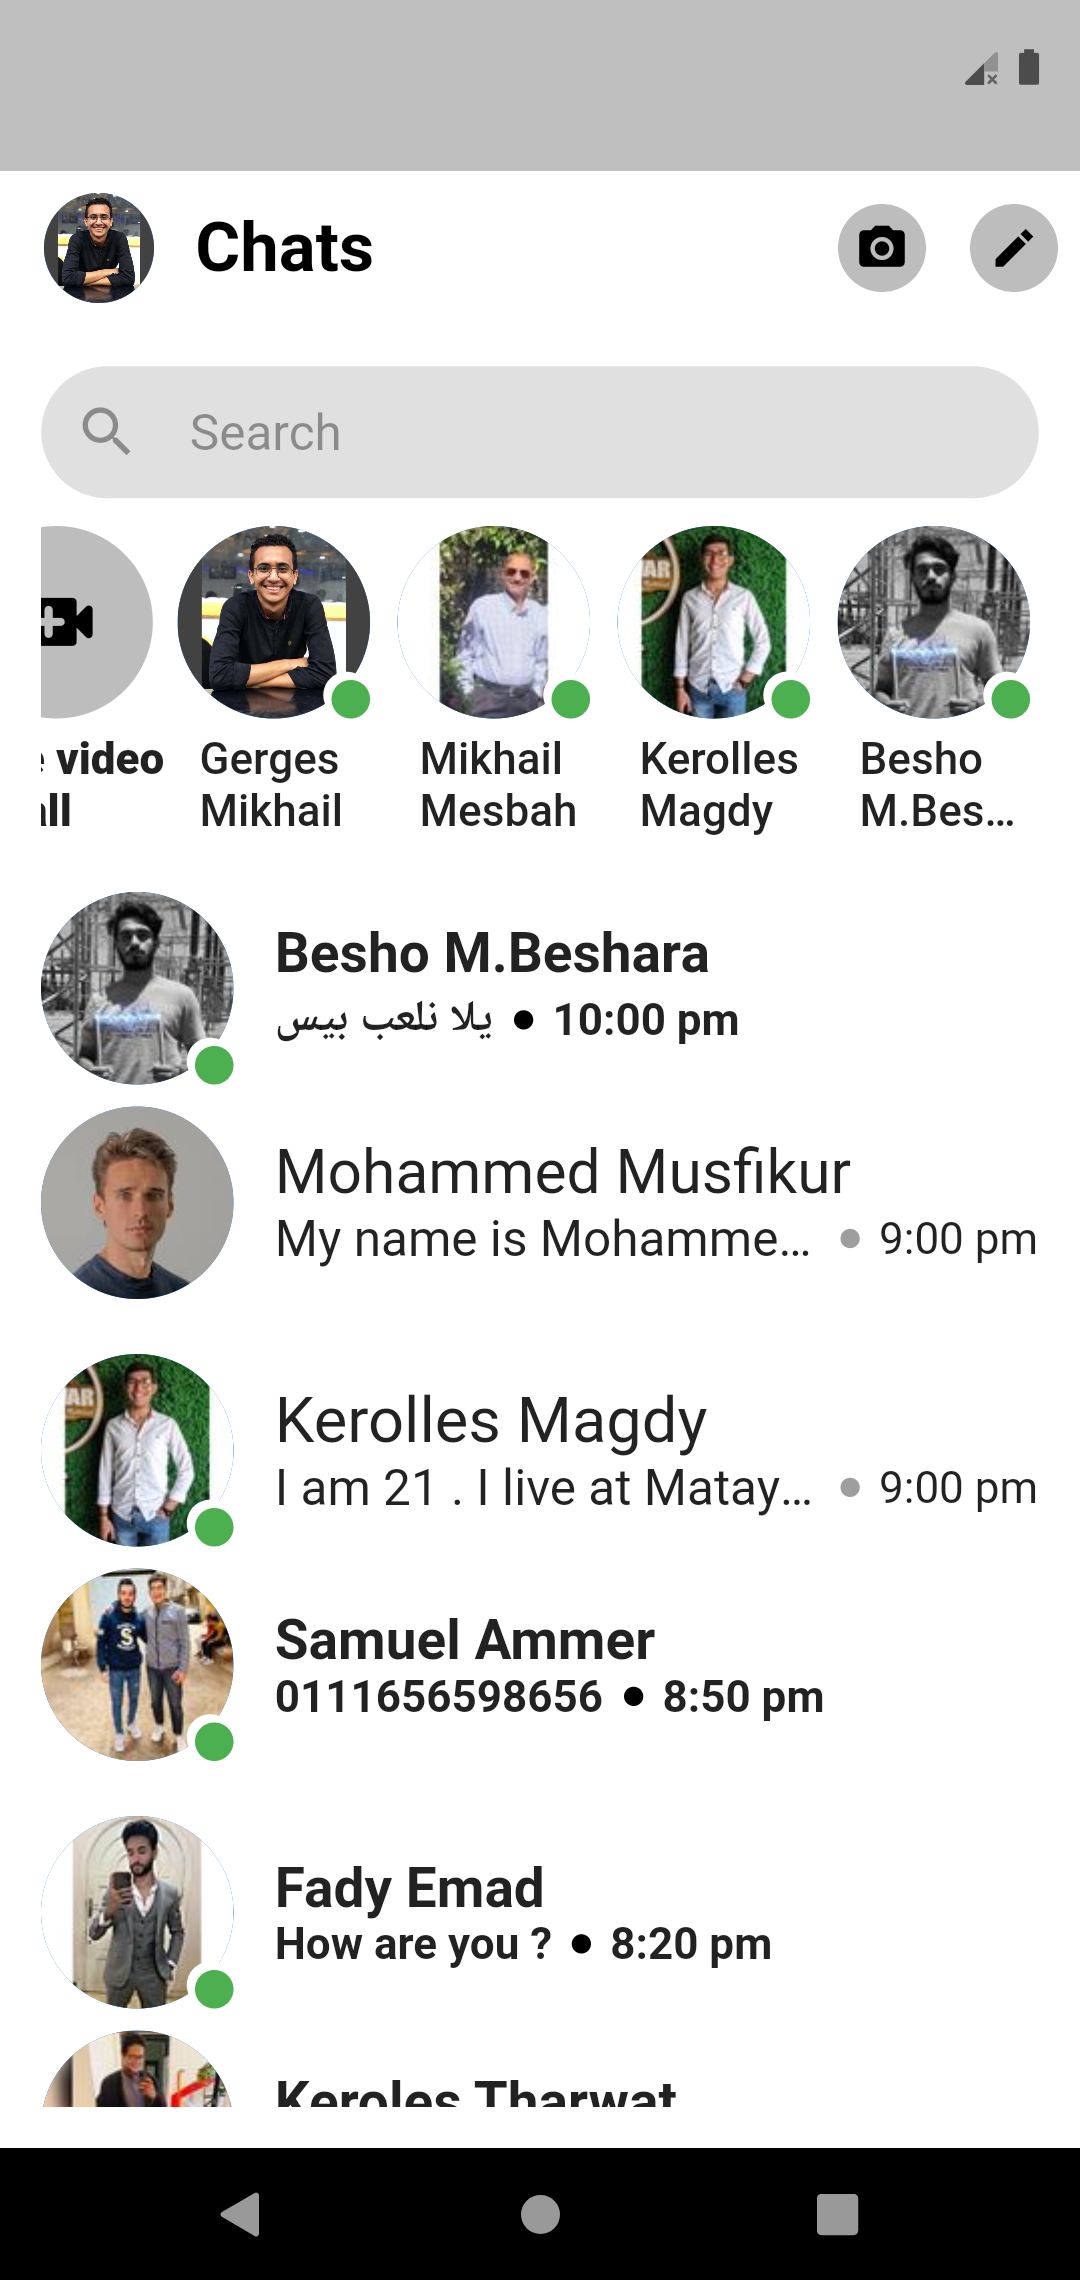 Chats
Search
video
all
Gerges
Mikhail
Mikhail
Mesbah
Kerolles
Magdy
Besho
M.Bes...
Besho M.Beshara
يلا نلعب بيس • 10:00 pm
Mohammed Musfikur
My name is Mohamme... • 9:00 pm
Kerolles Magdy
I am 21 . I live at Matay... • 9:00 pm
Samuel Ammer
0111656598656 • 8:50 pm
Fady Emad
How are you ? • 8:20 pm
Keroles Tharwat